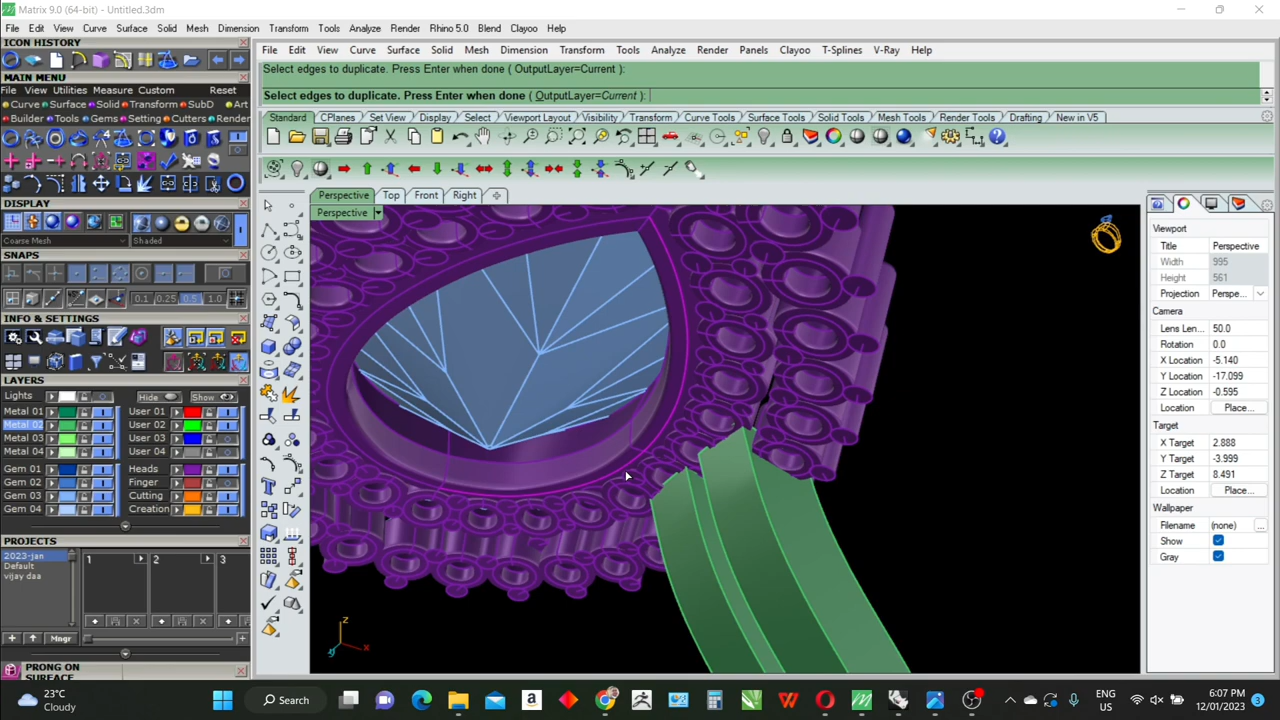 Matrix 9.0 (64-bit) - Untitled.3dm
File Edit View Curve Surface Solid Mesh Dimension Transform Tools Analyze Render Rhino 5.0 Blend Clayoo Help
ICON HISTORY
MAIN MENU
File View Utilities Measure Custom
Curve Surface Solid Transform SubD Art
Builder Tools Gems Setting Cutters Render
DISPLAY
Coarse Mesh Shaded
SNAPS
0.1 0.25 0.5 1.0
INFO & SETTINGS
LAYERS
Lights Hide Show
Metal 01 User 01
Metal 02 User 02
Metal 03 User 03
Metal 04 User 04
Gem 01 Heads
Gem 02 Finger
Gem 03 Cutting
Gem 04 Creation
PROJECTS
2023-jan
Default
vijay daa
1 2 3
Mngr
PRONG ON
SURFACE
File Edit View Curve Surface Solid Mesh Dimension Transform Tools Analyze Render Panels Clayoo T-Splines V-Ray Help
Select edges to duplicate. Press Enter when done ( OutputLayer=Current ):
Select edges to duplicate. Press Enter when done ( OutputLayer=Current ):
Standard CPlanes Set View Display Select Viewport Layout Visibility Transform Curve Tools Surface Tools Solid Tools Mesh Tools Render Tools Drafting New in V5
Perspective Top Front Right
Perspective
z
x
y
Viewport
Title Perspective
Width 995
Height 561
Projection Perspe...
Camera
Lens Len... 50.0
Rotation 0.0
X Location -5.140
Y Location -17.099
Z Location -0.595
Location Place...
Target
X Target 2.888
Y Target -3.999
Z Target 8.491
Location Place...
Wallpaper
Filename (none) ...
Show
Gray
23°C
Cloudy
Search
ENG
US
6:07 PM
12/01/2023
3